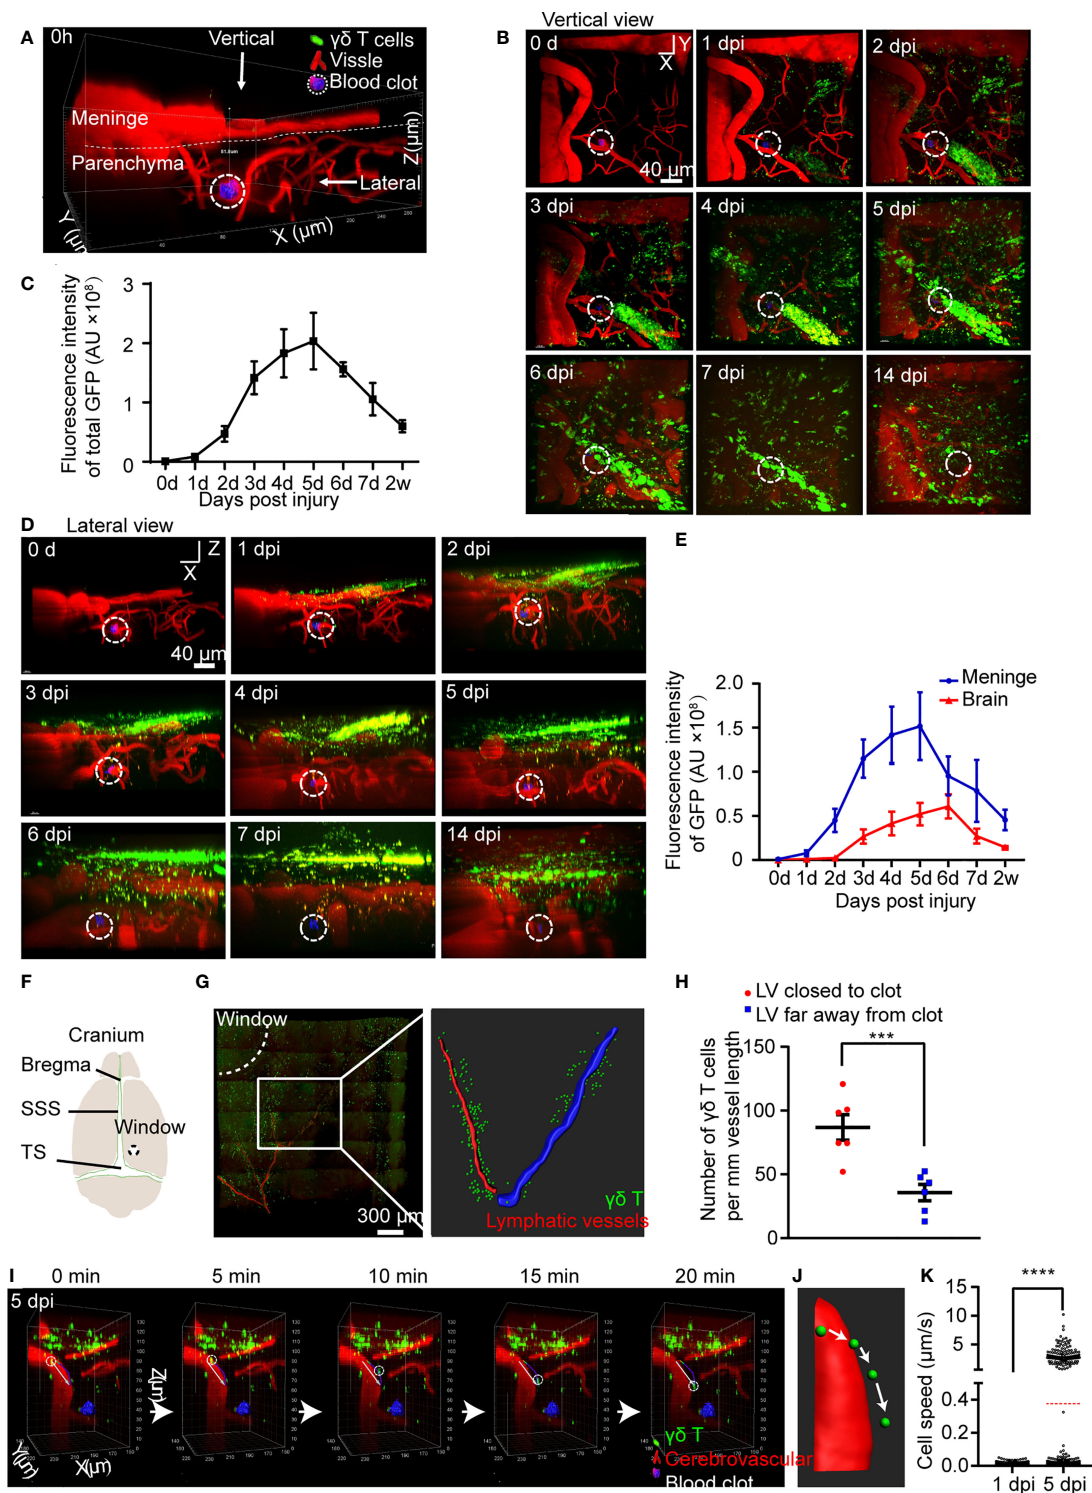 A
0h
Vertical
γδ T cells
Vissle
Blood clot
Meninge
Parenchyma
Lateral
Z (μm)
Y (μm)
X (μm)
B
Vertical view
0 d
Y
X
40 μm
1 dpi
2 dpi
3 dpi
4 dpi
5 dpi
6 dpi
7 dpi
14 dpi
C
Fluorescence intensity
of total GFP (AU ×10⁸)
3
2
1
0
0d 1d 2d 3d 4d 5d 6d 7d 2w
Days post injury
D
Lateral view
0 d
Z
X
40 μm
1 dpi
2 dpi
3 dpi
4 dpi
5 dpi
6 dpi
7 dpi
14 dpi
E
Meninge
Brain
Fluorescence intensity
of GFP (AU ×10⁸)
2.0
1.5
1.0
0.5
0
0d 1d 2d 3d 4d 5d 6d 7d 2w
Days post injury
F
Cranium
Bregma
SSS
Window
TS
G
Window
300 μm
γδ T
Lymphatic vessels
H
LV closed to clot
LV far away from clot
Number of γδ T cells
per mm vessel length
150
100
50
0
***
I
0 min
5 min
10 min
15 min
20 min
5 dpi
Z(μm)
Y(μm)
X(μm)
γδ T
Cerebrovascular
Blood clot
J
K
Cell speed (μm/s)
15
10
5
0.4
0.2
0.0
****
1 dpi 5 dpi